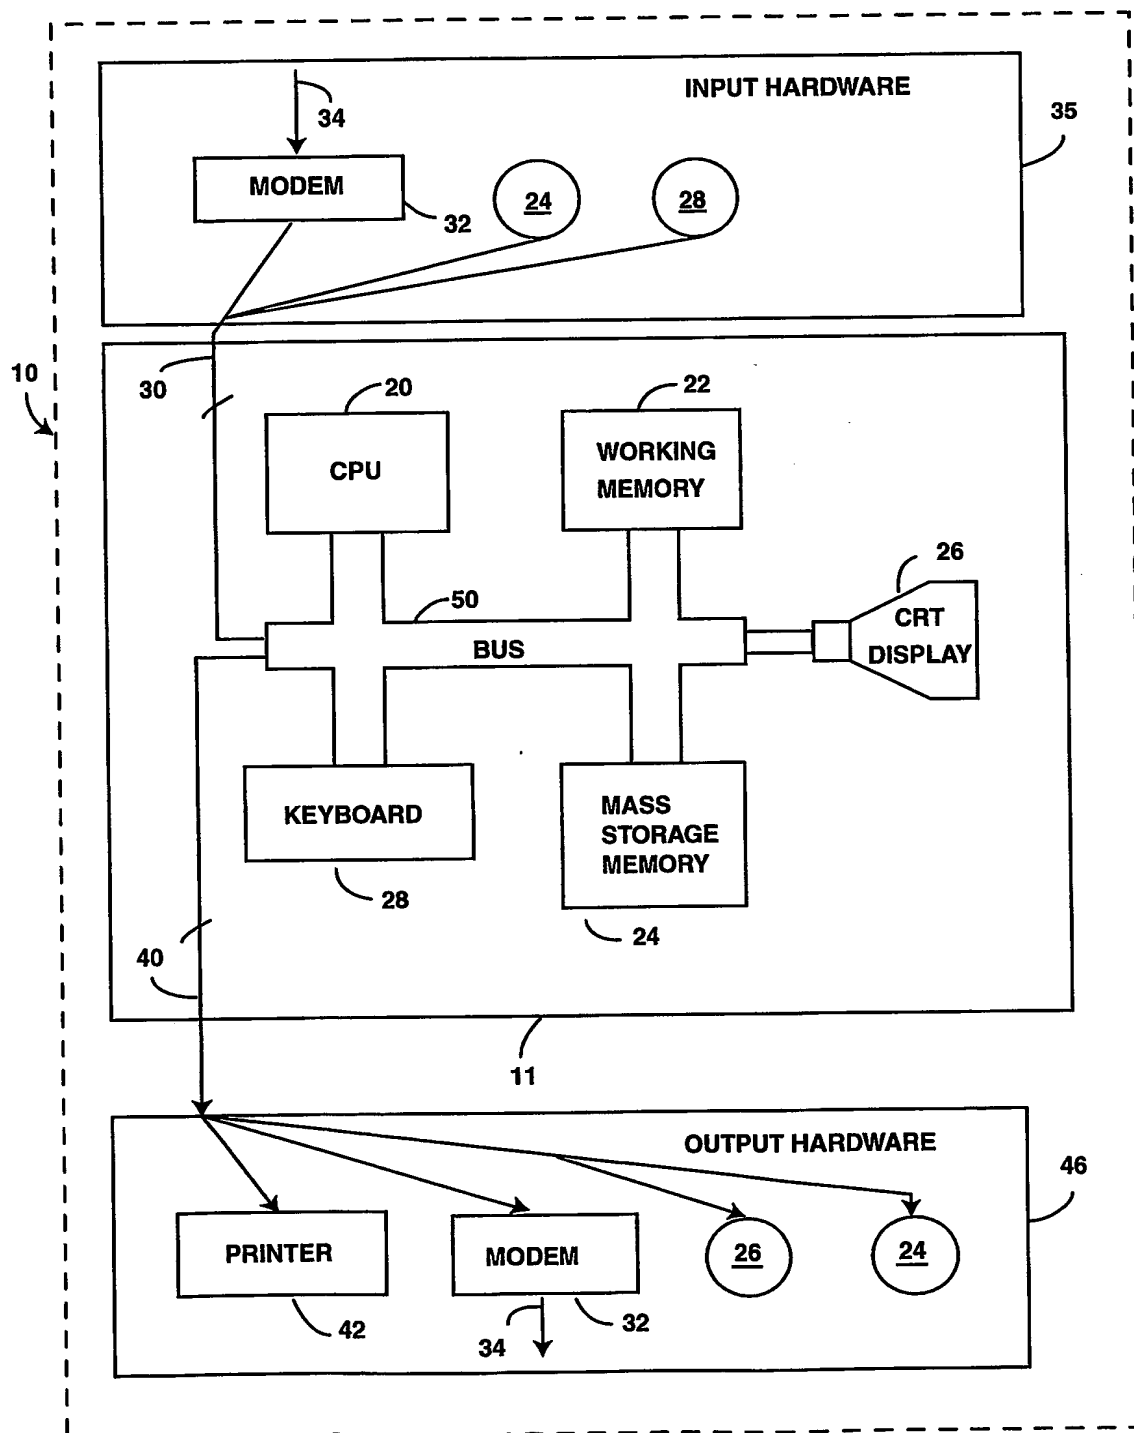 INPUT HARDWARE
34
35
MODEM
32
24
28
10
30
20
22
CPU
WORKING
MEMORY
26
50
CRT
BUS
DISPLAY
KEYBOARD
MASS
STORAGE
MEMORY
28
24
40
11
OUTPUT HARDWARE
46
PRINTER
MODEM
26
24
42
34
32